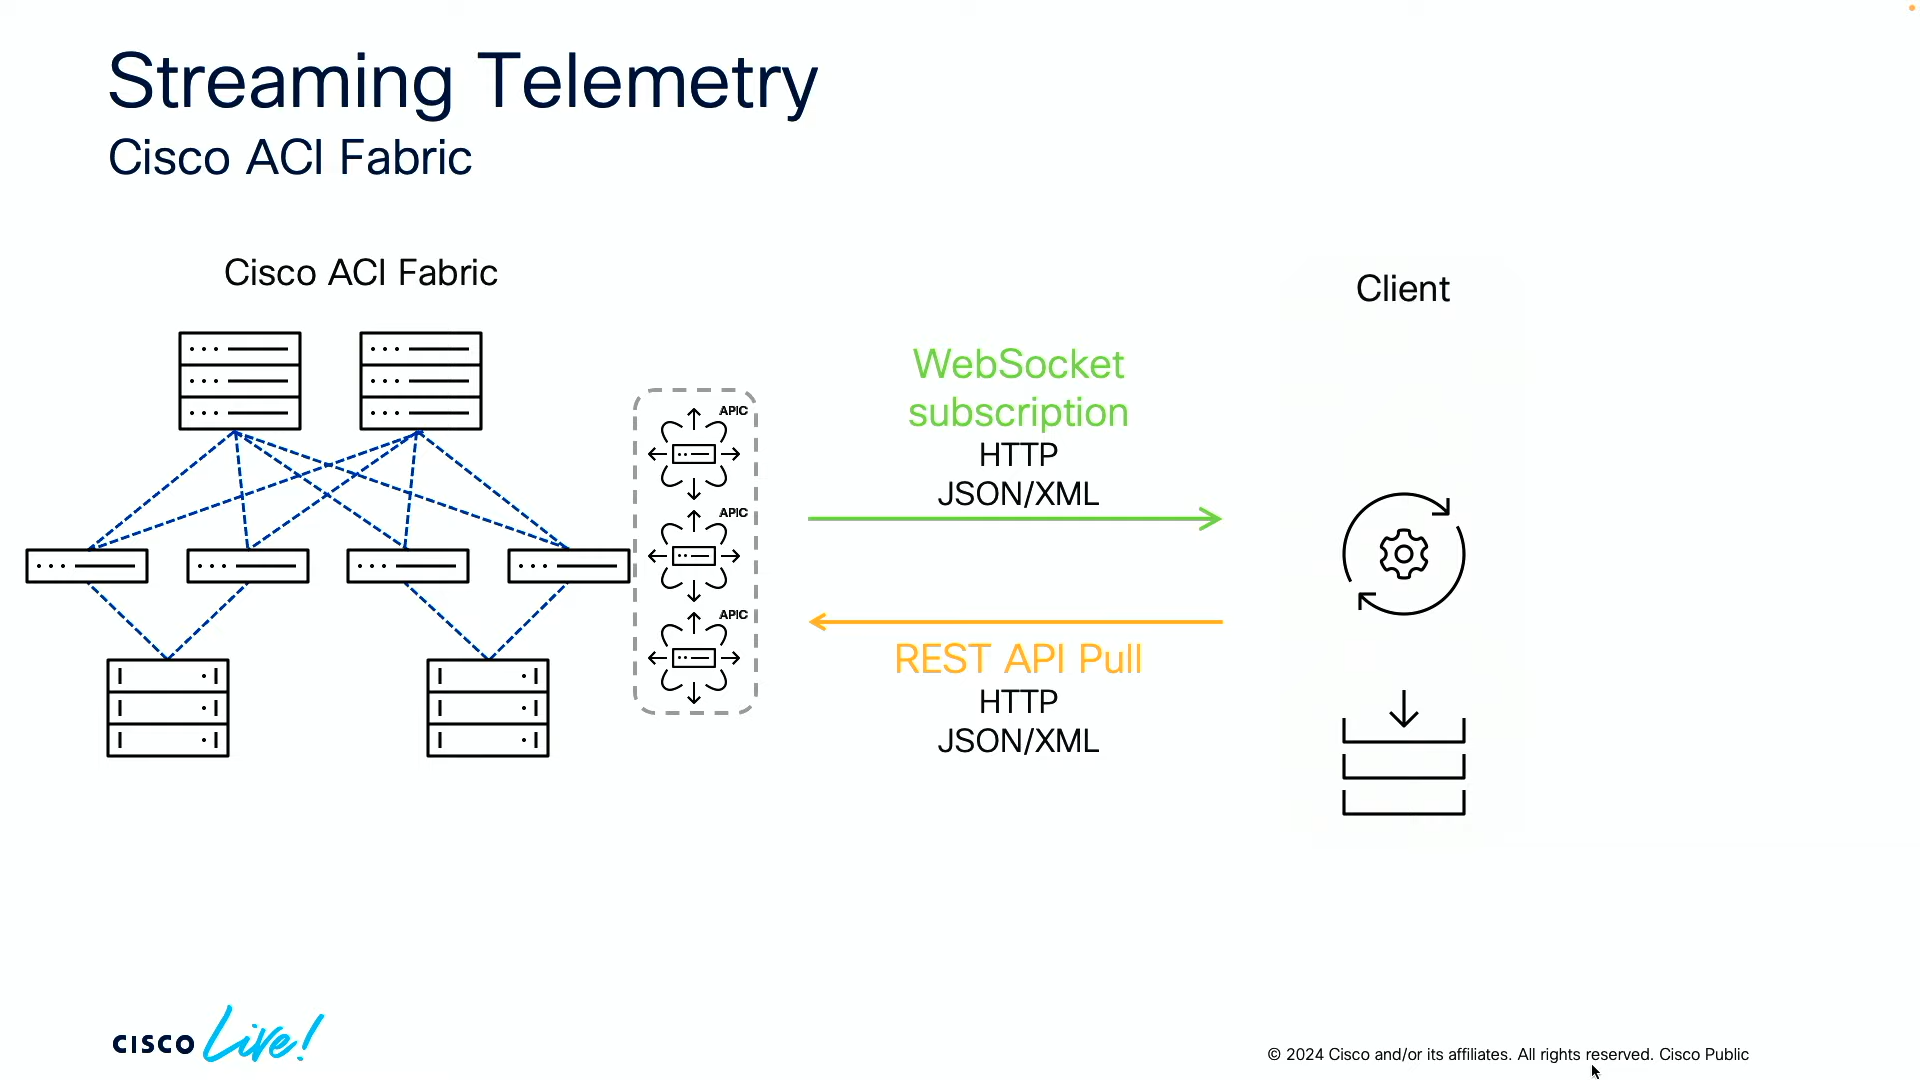 Streaming Telemetry
Cisco ACI Fabric
Cisco ACI Fabric
Client
WebSocket
subscription
HTTP
JSON/XML
APIC
APIC
APIC
REST API Pull
HTTP
JSON/XML
CISCO Live!
© 2024 Cisco and/or its affiliates. All rights reserved. Cisco Public